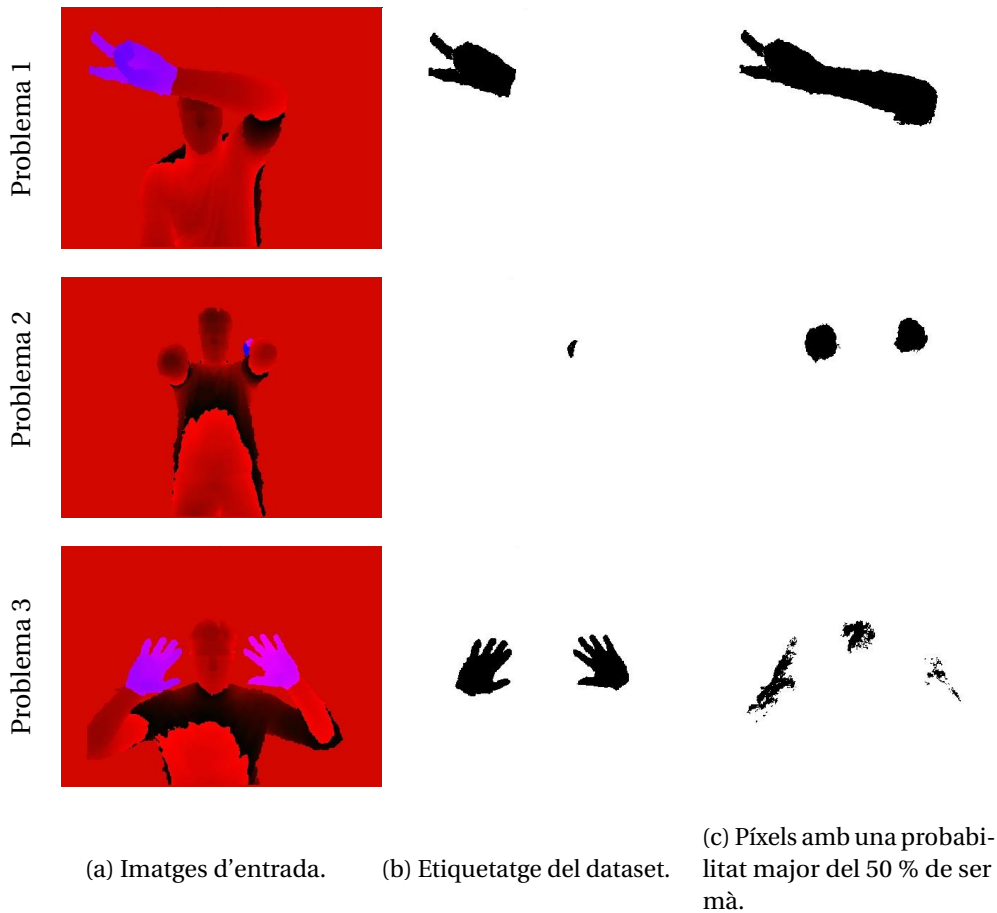 Problema 1
Problema 2
Problema 3
(a) Imatges d'entrada.
(b) Etiquetatge del dataset.
(c) Píxels amb una probabi-
litat major del 50 % de ser
mà.